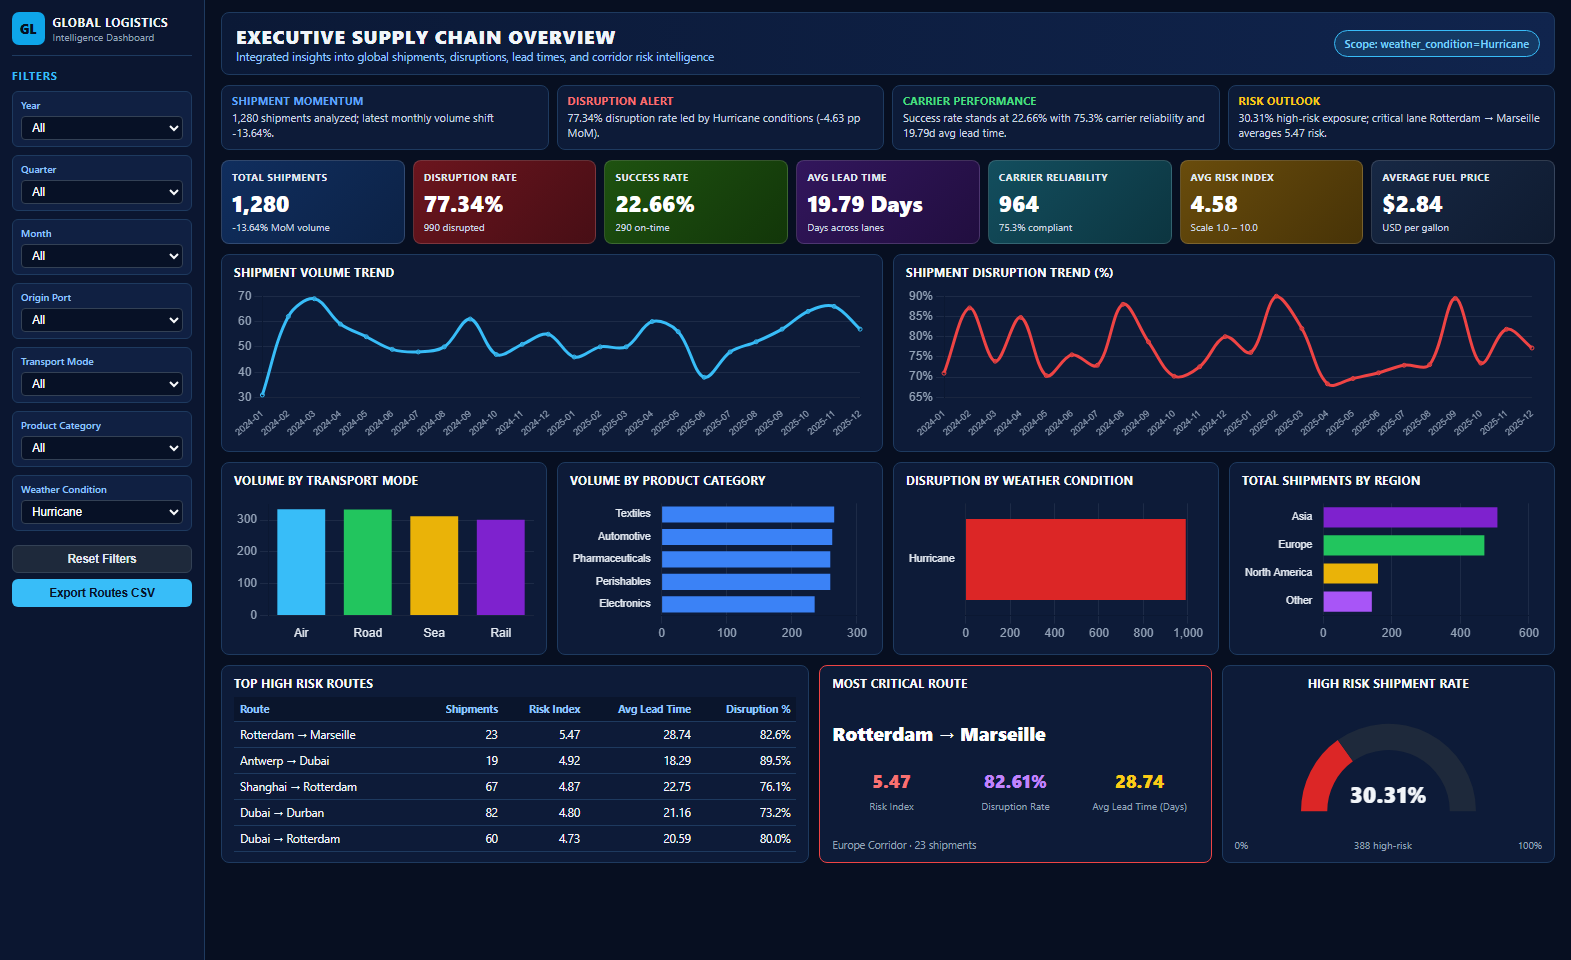 GL
GLOBAL LOGISTICS
Intelligence Dashboard
FILTERS
Year
All
Quarter
All
Month
All
Origin Port
All
Transport Mode
All
Product Category
All
Weather Condition
Hurricane
Reset Filters
Export Routes CSV
EXECUTIVE SUPPLY CHAIN OVERVIEW
Integrated insights into global shipments, disruptions, lead times, and corridor risk intelligence
Scope: weather_condition=Hurricane
SHIPMENT MOMENTUM
1,280 shipments analyzed; latest monthly volume shift
-13.64%.
DISRUPTION ALERT
77.34% disruption rate led by Hurricane conditions (-4.63 pp
MoM).
CARRIER PERFORMANCE
Success rate stands at 22.66% with 75.3% carrier reliability and
19.79d avg lead time.
RISK OUTLOOK
30.31% high-risk exposure; critical lane Rotterdam → Marseille
averages 5.47 risk.
TOTAL SHIPMENTS
1,280
-13.64% MoM volume
DISRUPTION RATE
77.34%
990 disrupted
SUCCESS RATE
22.66%
290 on-time
AVG LEAD TIME
19.79 Days
Days across lanes
CARRIER RELIABILITY
964
75.3% compliant
AVG RISK INDEX
4.58
Scale 1.0 – 10.0
AVERAGE FUEL PRICE
$2.84
USD per gallon
SHIPMENT VOLUME TREND
70
60
50
40
30
2024-01
2024-02
2024-03
2024-04
2024-05
2024-06
2024-07
2024-08
2024-09
2024-10
2024-11
2024-12
2025-01
2025-02
2025-03
2025-04
2025-05
2025-06
2025-07
2025-08
2025-09
2025-10
2025-11
2025-12
SHIPMENT DISRUPTION TREND (%)
90%
85%
80%
75%
70%
65%
2024-01
2024-02
2024-03
2024-04
2024-05
2024-06
2024-07
2024-08
2024-09
2024-10
2024-11
2024-12
2025-01
2025-02
2025-03
2025-04
2025-05
2025-06
2025-07
2025-08
2025-09
2025-10
2025-11
2025-12
VOLUME BY TRANSPORT MODE
300
200
100
0
Air Road Sea Rail
VOLUME BY PRODUCT CATEGORY
Textiles
Automotive
Pharmaceuticals
Perishables
Electronics
0 100 200 300
DISRUPTION BY WEATHER CONDITION
Hurricane
0 200 400 600 800 1,000
TOTAL SHIPMENTS BY REGION
Asia
Europe
North America
Other
0 200 400 600
TOP HIGH RISK ROUTES
Route Shipments Risk Index Avg Lead Time Disruption %
Rotterdam → Marseille 23 5.47 28.74 82.6%
Antwerp → Dubai 19 4.92 18.29 89.5%
Shanghai → Rotterdam 67 4.87 22.75 76.1%
Dubai → Durban 82 4.80 21.16 73.2%
Dubai → Rotterdam 60 4.73 20.59 80.0%
MOST CRITICAL ROUTE
Rotterdam → Marseille
5.47 82.61% 28.74
Risk Index Disruption Rate Avg Lead Time (Days)
Europe Corridor · 23 shipments
HIGH RISK SHIPMENT RATE
30.31%
0% 388 high-risk 100%